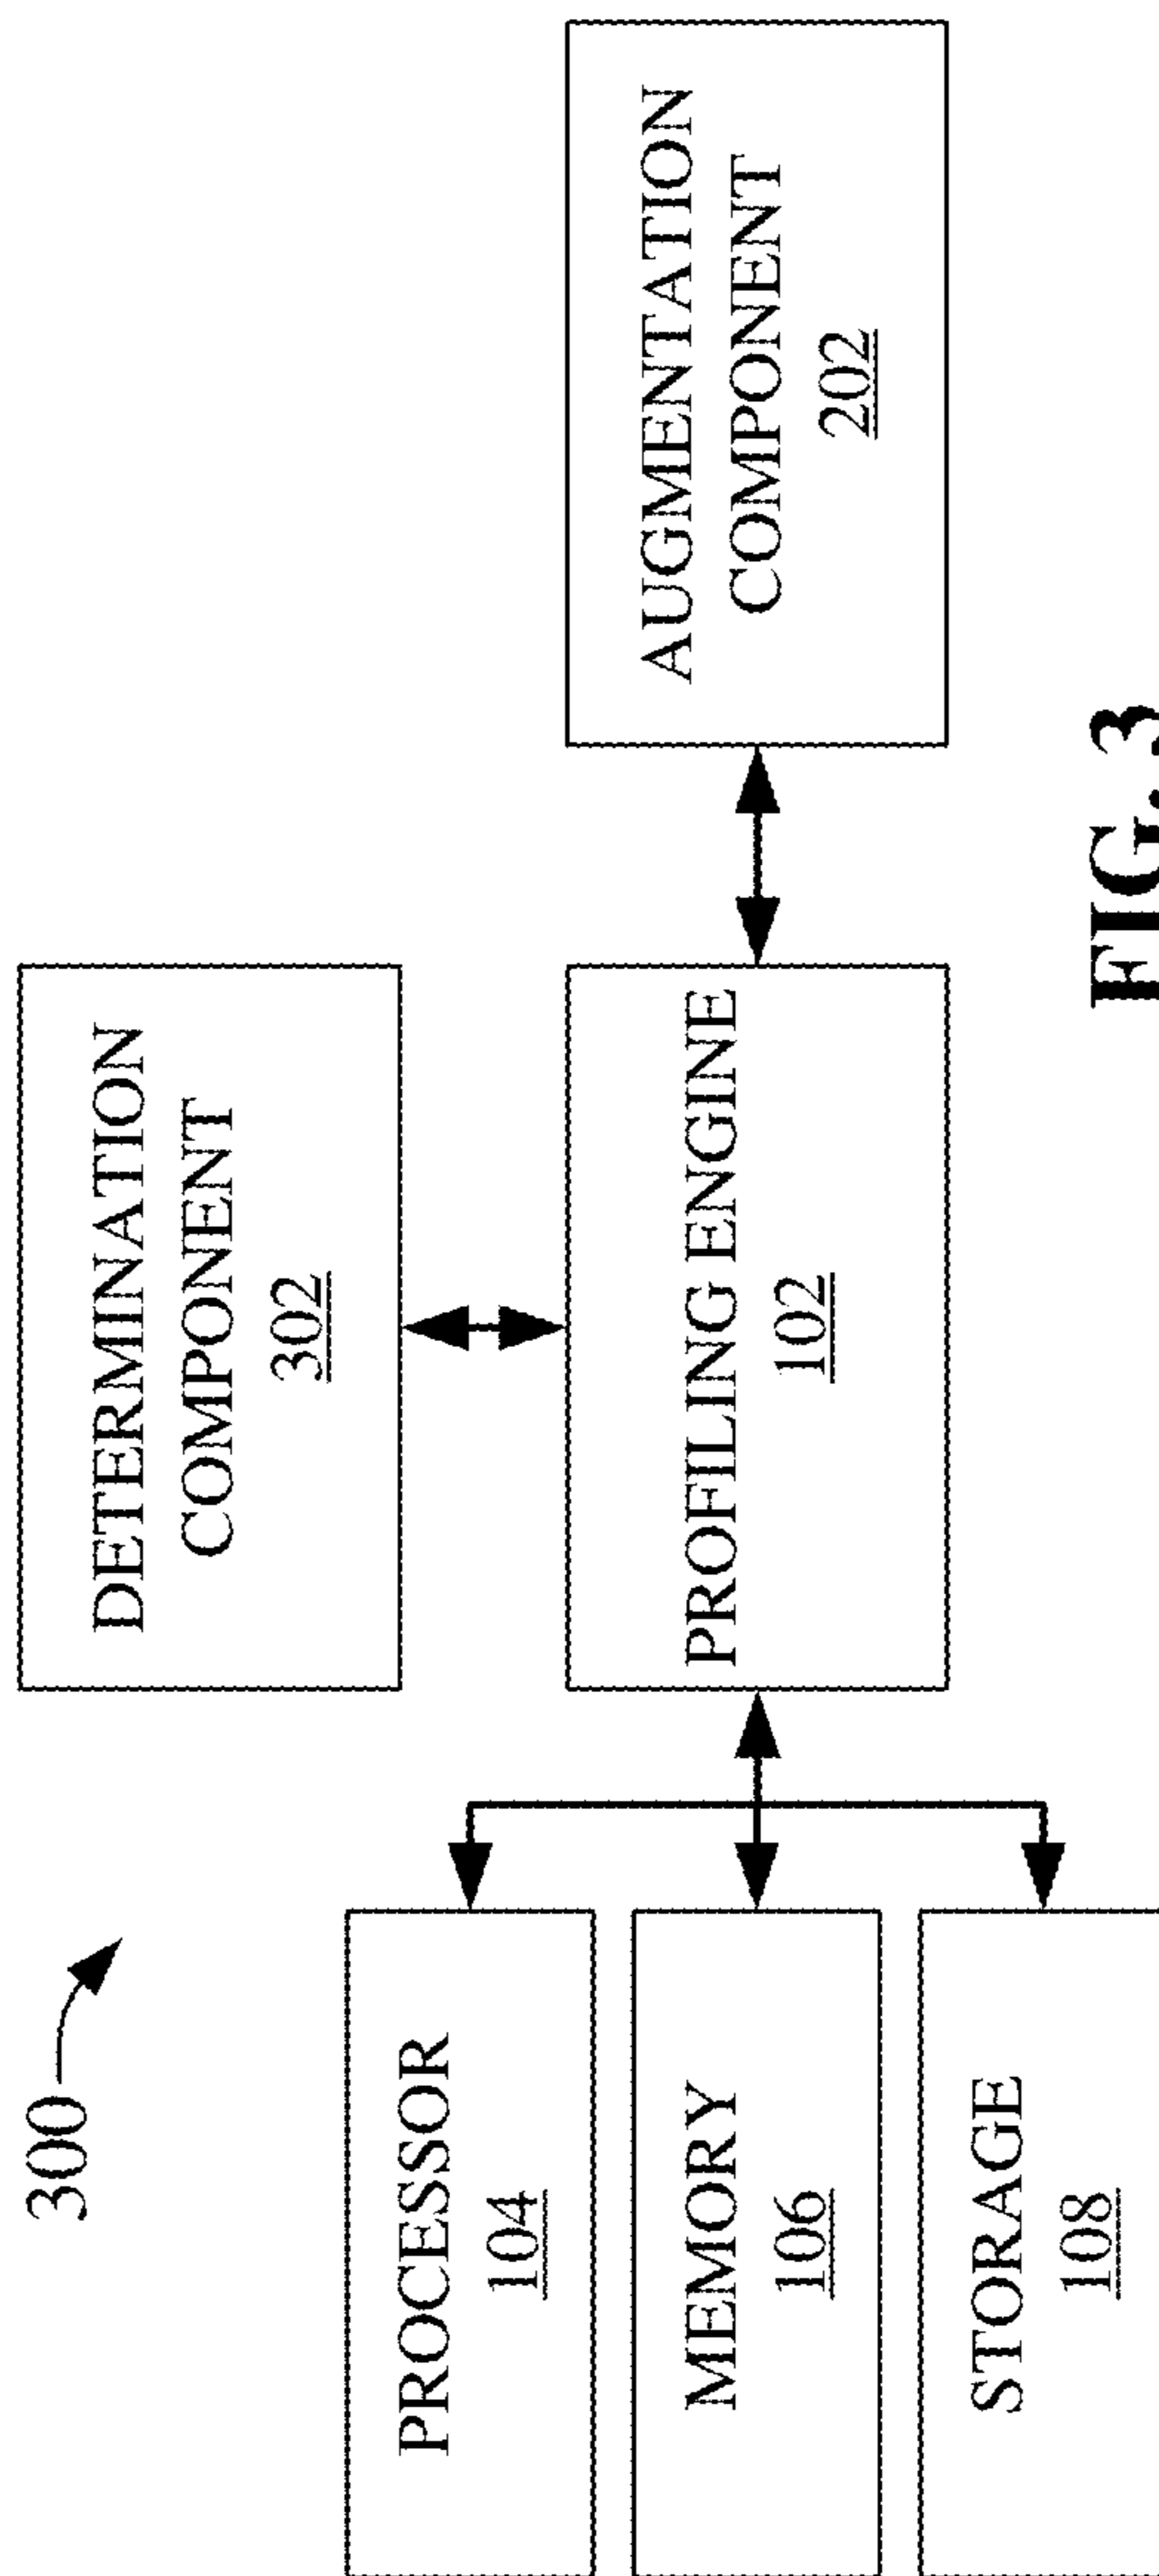 300
DETERMINATION
COMPONENT
302
PROCESSOR
104
MEMORY
106
STORAGE
108
PROFILING ENGINE
102
AUGMENTATION
COMPONENT
202
FIG. 3